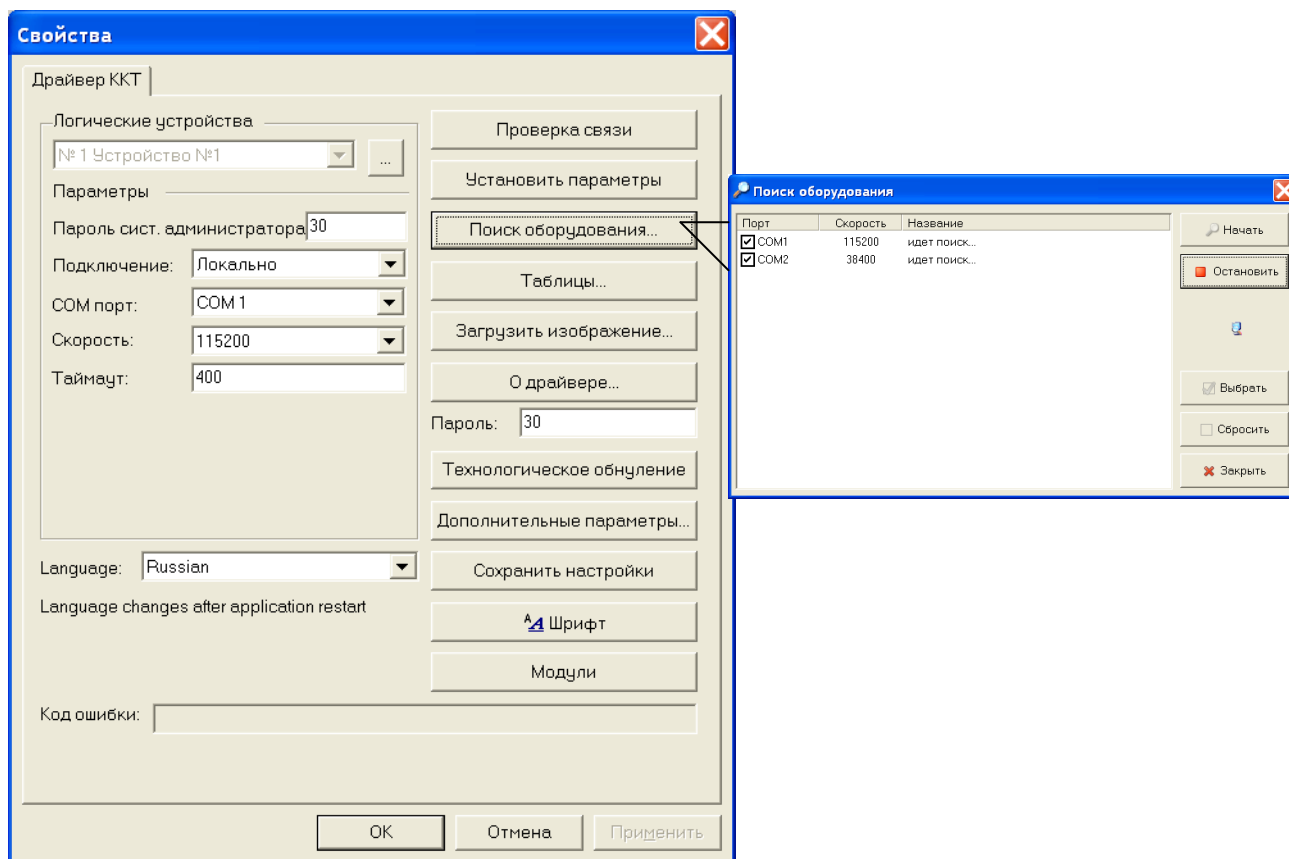 Свойства
Драйвер ККТ
Логические устройства
№ 1 Устройство №1
...
Параметры
Пароль сист. администратора 30
Подключение: Локально
COM порт: COM 1
Скорость: 115200
Таймаут: 400
Language: Russian
Language changes after application restart
Проверка связи
Установить параметры
Поиск оборудования...
Таблицы...
Загрузить изображение...
О драйвере...
Пароль: 30
Технологическое обнуление
Дополнительные параметры...
Сохранить настройки
AA Шрифт
Модули
Код ошибки:
OK Отмена Применить
Поиск оборудования
Порт Скорость Название
COM1 115200 идет поиск...
COM2 38400 идет поиск...
Начать
Остановить
Выбрать
Сбросить
Закрыть